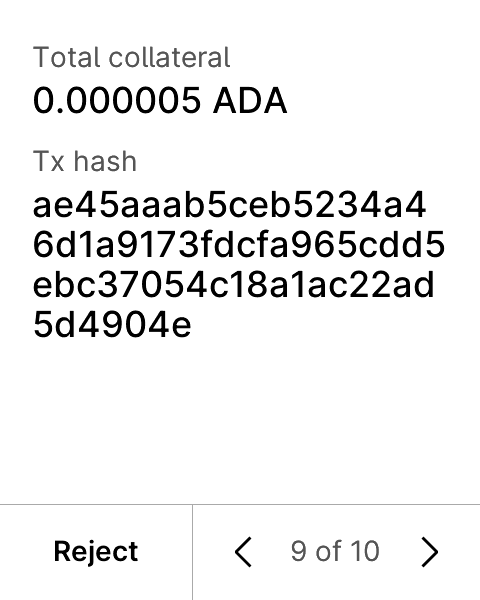 Total collateral
0.000005 ADA
Tx hash
ae45aaab5ceb5234a4
6d1a9173fdcfa965cdd5
ebc37054c18a1ac22ad
5d4904e
Reject
9 of 10